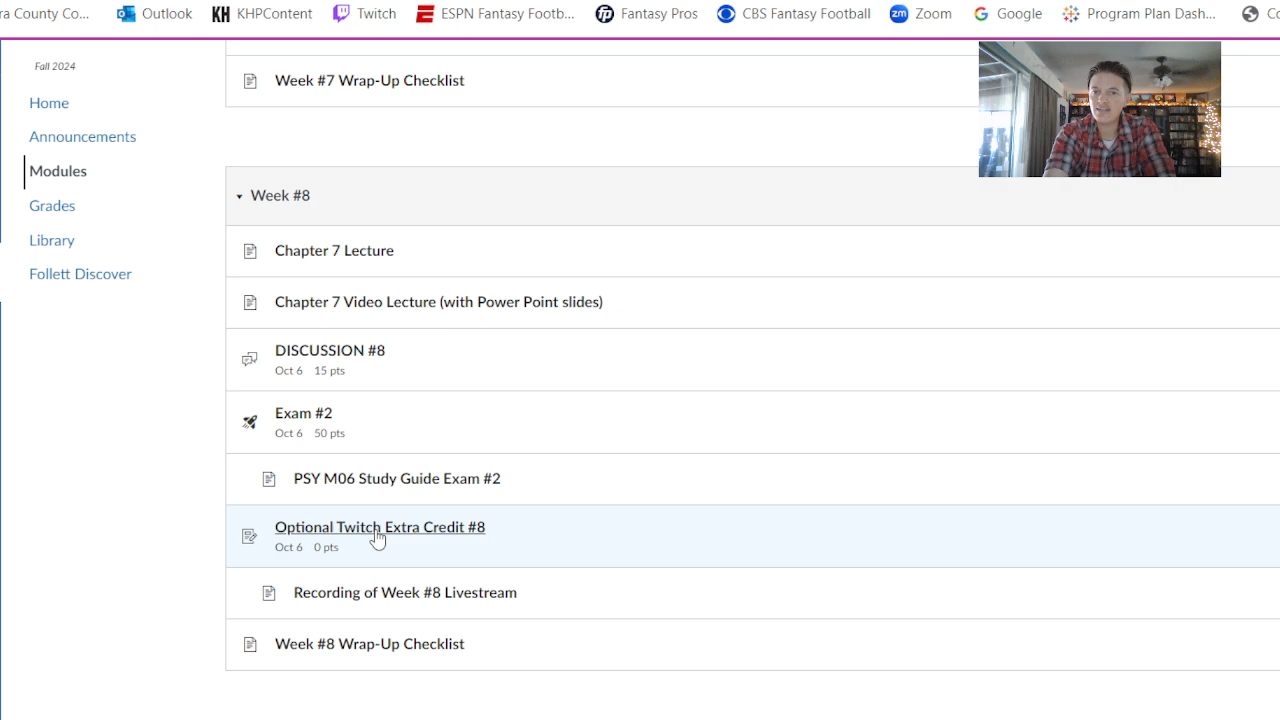 ra County Co... Outlook KHPContent Twitch ESPN Fantasy Footb... Fantasy Pros CBS Fantasy Football Zoom Google Program Plan Dash...
Fall 2024
Home
Announcements
Modules
Grades
Library
Follett Discover
Week #7 Wrap-Up Checklist
Week #8
Chapter 7 Lecture
Chapter 7 Video Lecture (with Power Point slides)
DISCUSSION #8
Oct 6 15 pts
Exam #2
Oct 6 50 pts
PSY M06 Study Guide Exam #2
Optional Twitch Extra Credit #8
Oct 6 0 pts
Recording of Week #8 Livestream
Week #8 Wrap-Up Checklist